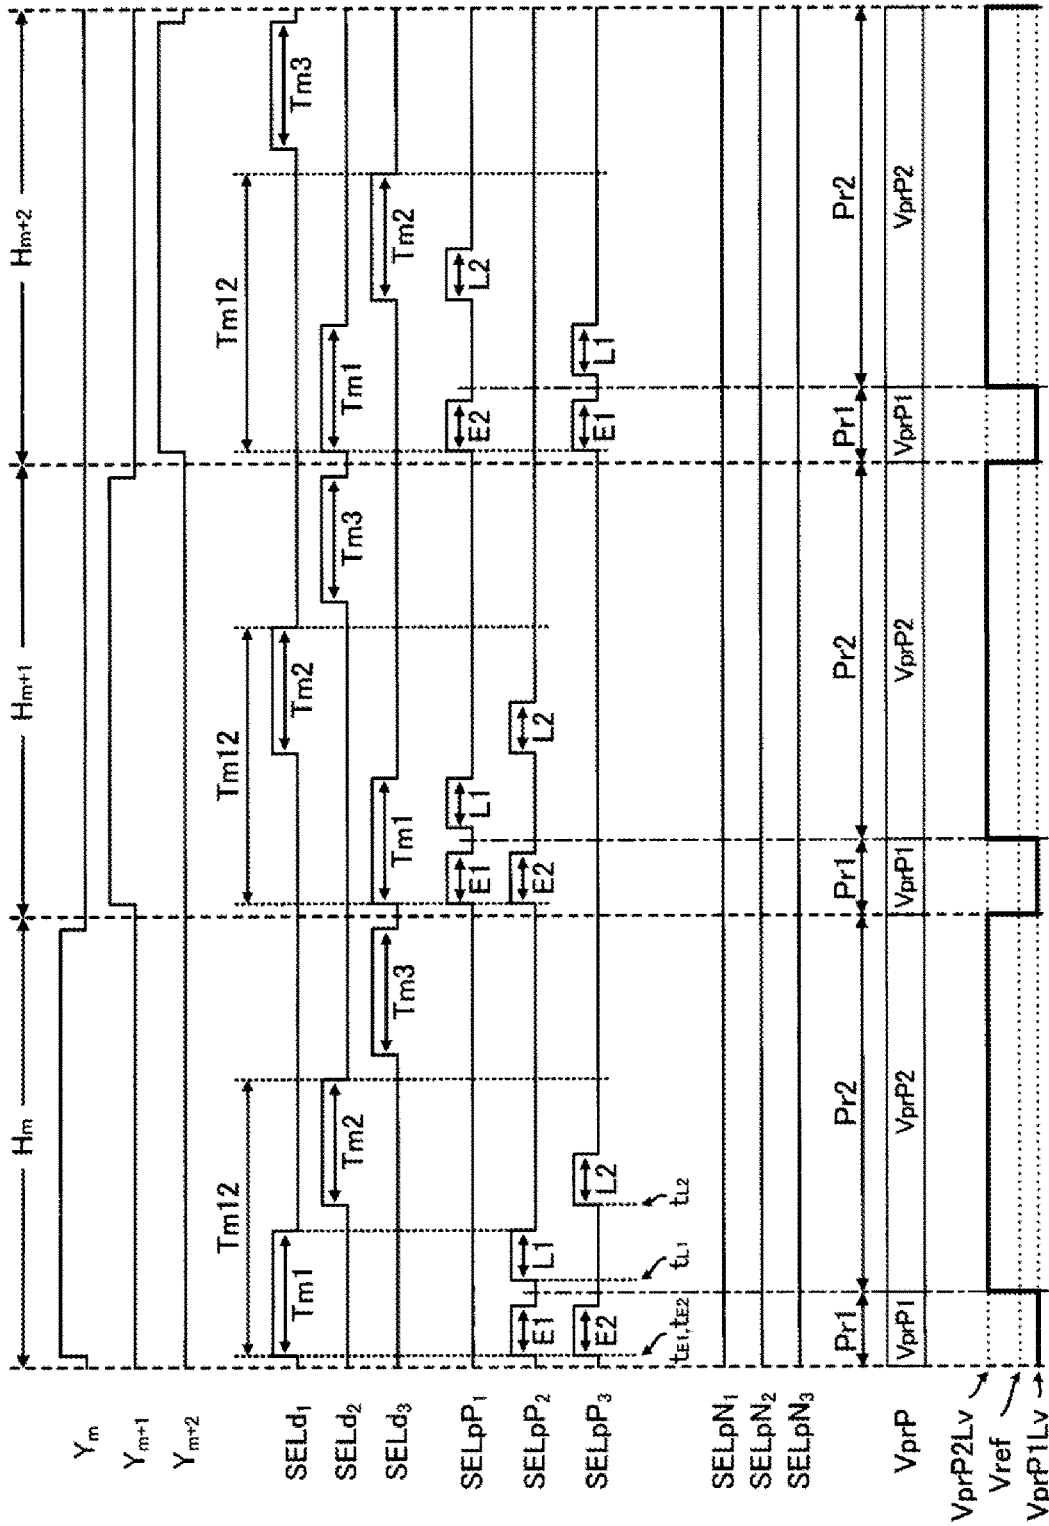 Hm Hm+1 Hm+2
Ym
Ym+1
Ym+2
Tm12 Tm12 Tm12
SELd1 Tm1 Tm2 Tm3
SELd2 Tm2 Tm3 Tm1
SELd3 Tm3 Tm1 Tm2
SELpP1 E1 L1 E2 L2
SELpP2 E1 L1 E2 L2
SELpP3 E2 L2 E1 L1
tE1,tE2 tL1 tL2
SELpN1
SELpN2
SELpN3
Pr1 Pr2 Pr1 Pr2 Pr1 Pr2
VprP VprP1 VprP2 VprP1 VprP2 VprP1 VprP2
VprP2Lv
Vref
VprP1Lv